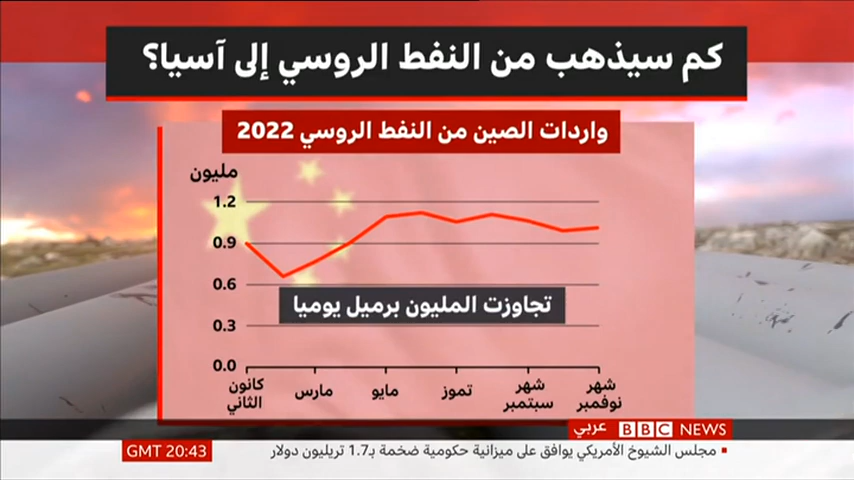 كم سيذهب من النفط الروسي إلى آسيا؟
واردات الصين من النفط الروسي 2022
مليون
1.2
0.9
0.6
0.3
0.0
تجاوزت المليون برميل يوميا
كانون
الثاني
مارس
مايو
تموز
شهر
سبتمبر
شهر
نوفمبر
BBC NEWS عربي
مجلس الشيوخ الأمريكي يوافق على ميزانية حكومية ضخمة بـ1.7 تريليون دولار
GMT 20:43